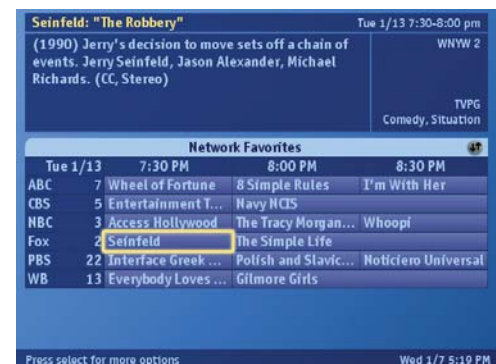 Seinfeld: "The Robbery" Tue 1/13 7:30-8:00 pm
(1990) Jerry's decision to move sets off a chain of WNYW 2
events. Jerry Seinfeld, Jason Alexander, Michael
Richards. (CC, Stereo)
TVPG
Comedy, Situation
Network Favorites
Tue 1/13 7:30 PM 8:00 PM 8:30 PM
ABC 7 Wheel of Fortune 8 Simple Rules I'm With Her
CBS 5 Entertainment T... Navy NCIS
NBC 3 Access Hollywood The Tracy Morgan... Whoopi
Fox 2 Seinfeld The Simple Life
PBS 22 Interface Greek ... Polish and Slavic... Noticiero Universal
WB 13 Everybody Loves ... Gilmore Girls
Press select for more options Wed 1/7 5:19 PM